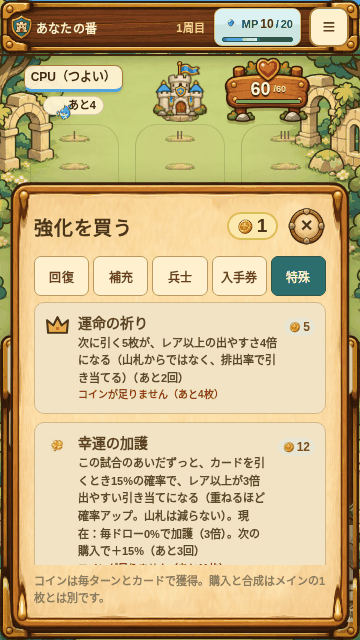 あなたの番
1周目
MP 10 / 20
CPU（つよい）
あと4
60 /60
I
II
III
強化を買う
1
回復
補充
兵士
入手券
特殊
運命の祈り
5
次に引く5枚が、レア以上の出やすさ4倍
になる（山札からではなく、排出率で引
き当てる）（あと2回）
コインが足りません（あと4枚）
幸運の加護
12
この試合のあいだずっと、カードを引
くとき15%の確率で、レア以上が3倍
出やすい引き当てになる（重ねるほど
確率アップ。山札は減らない）。現
在：毎ドロー0%で加護（3倍）。次の
購入で＋15%（あと3回）
コインは毎ターンとカードで獲得。購入と合成はメインの1
枚とは別です。